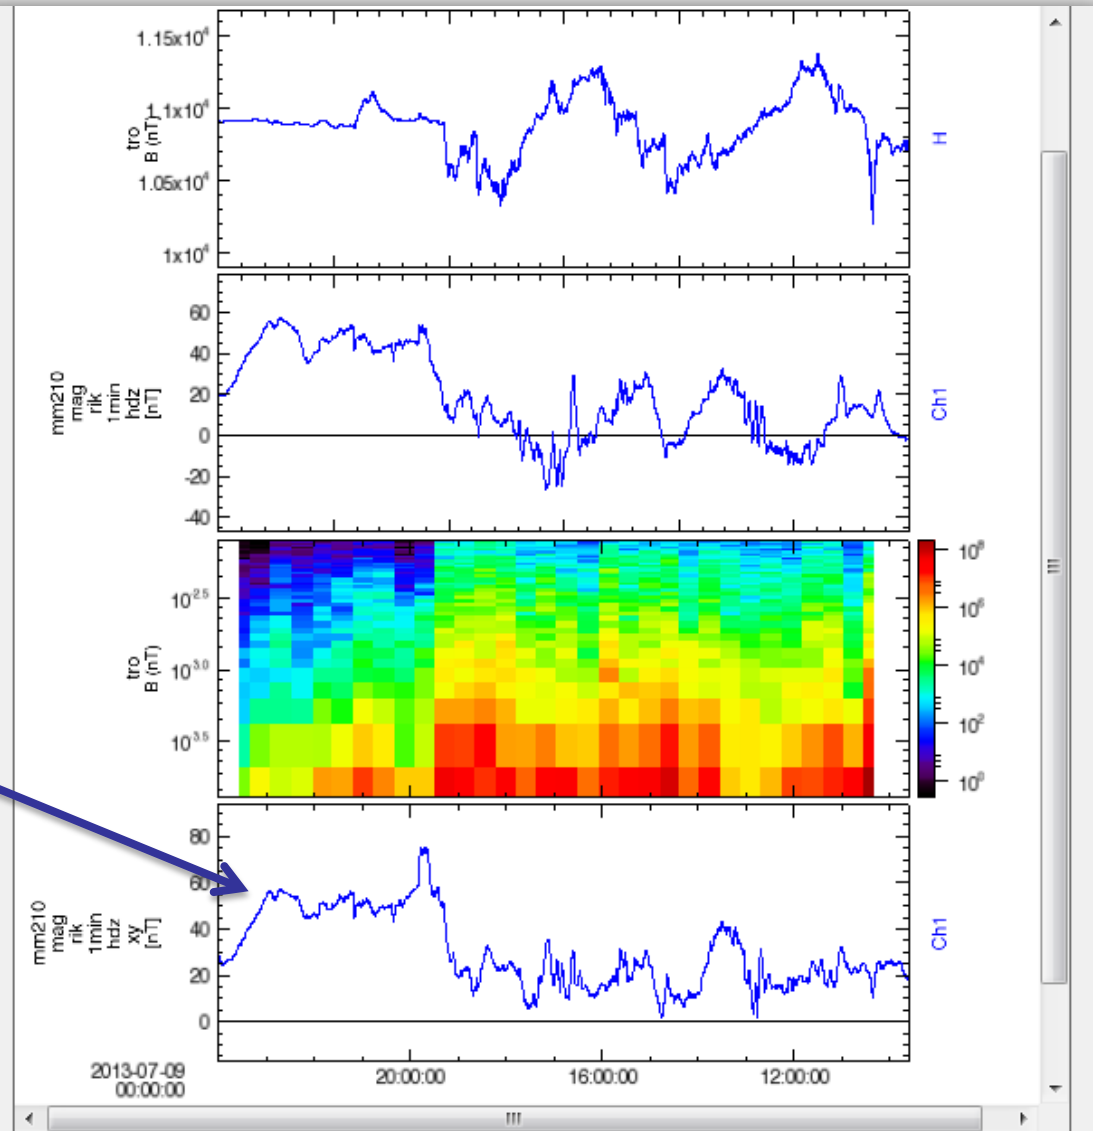 1.15x10⁴
1.1x10⁴
1.05x10⁴
1x10⁴
tro
B (nT)
H
60
40
20
0
-20
-40
mm210
mag
rik
1min
hdz
[nT]
Ch1
10^2.5
10^3.0
10^3.5
tro
B (nT)
10⁸
10⁶
10⁴
10²
10⁰
80
60
40
20
0
mm210
mag
rik
1min
hdz
xy
[nT]
Ch1
2013-07-09
00:00:00
20:00:00
16:00:00
12:00:00